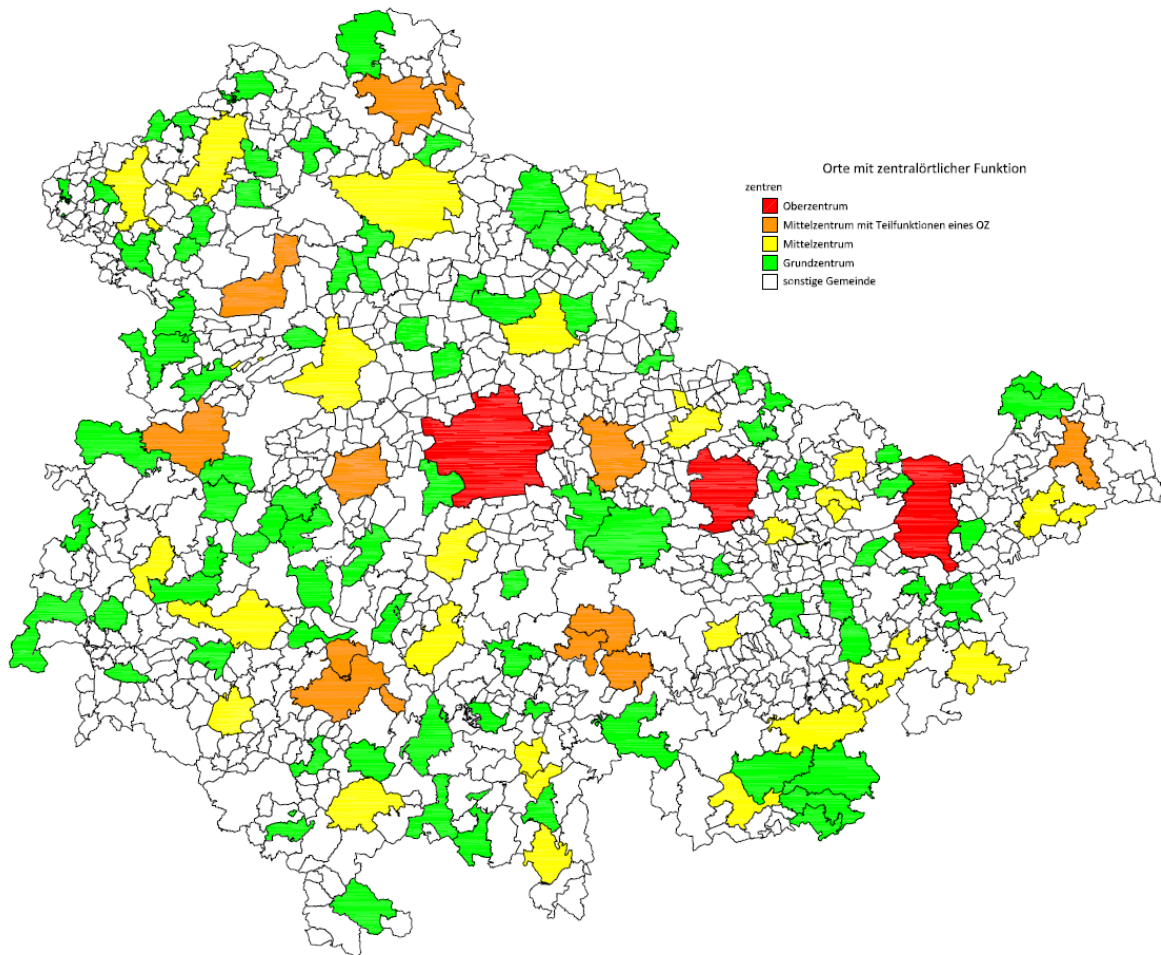 Orte mit zentralörtlicher Funktion
zentren
Oberzentrum
Mittelzentrum mit Teilfunktionen eines OZ
Mittelzentrum
Grundzentrum
sonstige Gemeinde